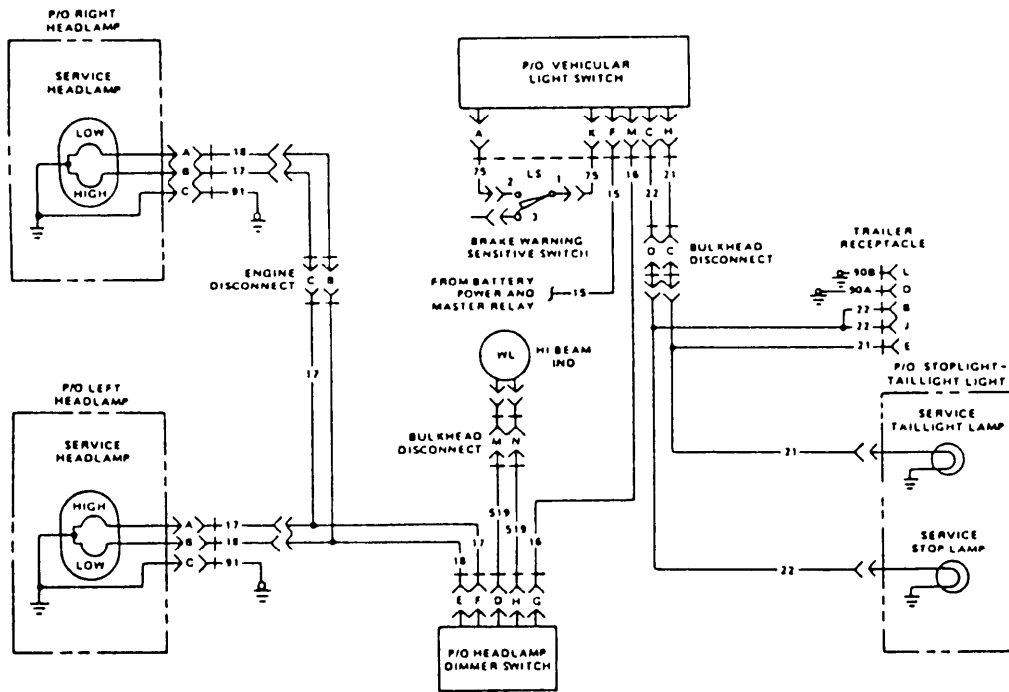 P/O RIGHT
HEADLAMP
SERVICE
HEADLAMP
LOW
HIGH
A
18
B
17
C
91
ENGINE
DISCONNECT
C
B
17
P/O LEFT
HEADLAMP
SERVICE
HEADLAMP
HIGH
LOW
A
17
B
18
C
91
P/O VEHICULAR
LIGHT SWITCH
A
K
F
M
C
H
75
LS
2
1
3
75
15
16
22
21
BRAKE WARNING
SENSITIVE SWITCH
FROM BATTERY
POWER AND
MASTER RELAY
15
D
C
BULKHEAD
DISCONNECT
WL
HI BEAM
IND
BULKHEAD
DISCONNECT
M
N
18
17
519
519
16
E
F
D
H
G
P/O HEADLAMP
DIMMER SWITCH
TRAILER
RECEPTACLE
90B
L
90A
D
22
B
22
J
21
E
P/O STOPLIGHT-
TAILLIGHT LIGHT
SERVICE
TAILLIGHT LAMP
21
SERVICE
STOP LAMP
22